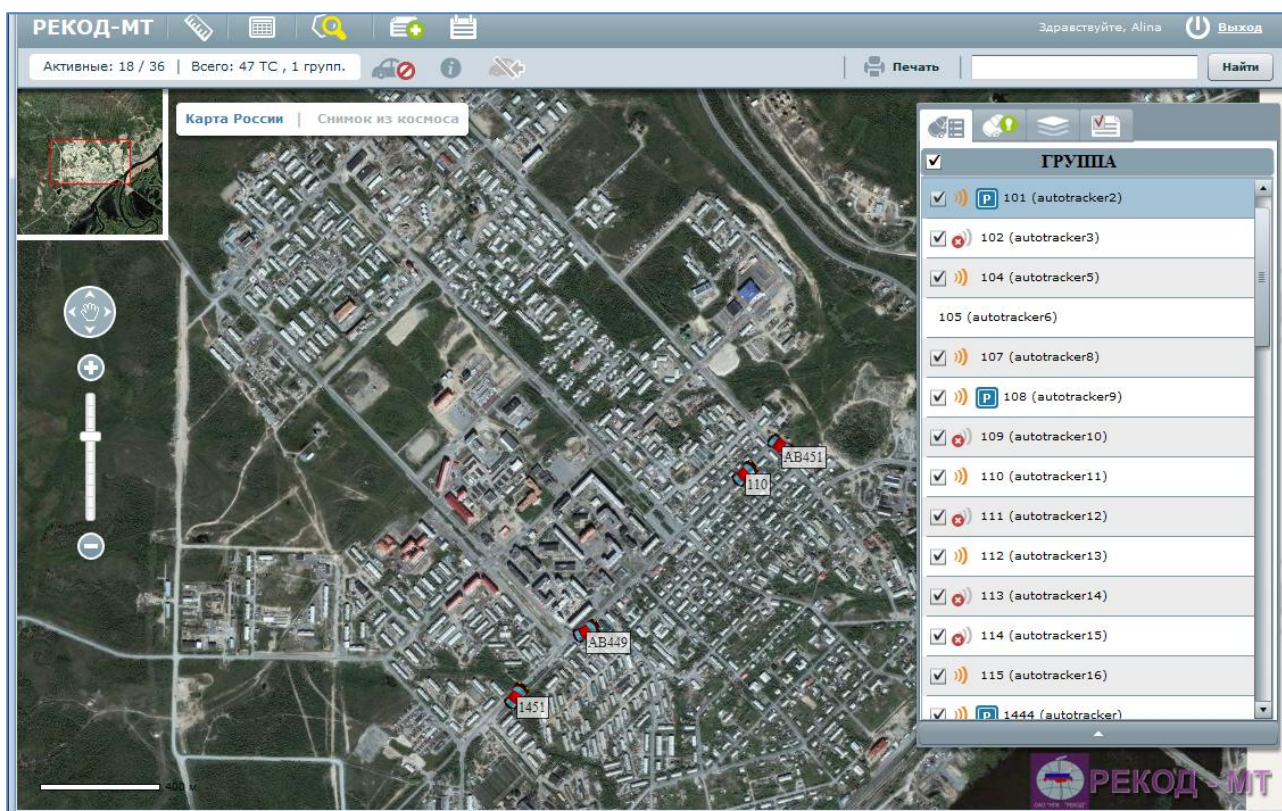 РЕКОД-МТ
Здравствуйте, Alina
Выход
Активные: 18 / 36 | Всего: 47 ТС , 1 групп.
Печать
Найти
Карта России | Снимок из космоса
ГРУППА
P 101 (autotracker2)
102 (autotracker3)
104 (autotracker5)
105 (autotracker6)
107 (autotracker8)
P 108 (autotracker9)
109 (autotracker10)
110 (autotracker11)
111 (autotracker12)
112 (autotracker13)
113 (autotracker14)
114 (autotracker15)
115 (autotracker16)
P 1444 (autotracker)
АВ451
110
АВ449
1451
400 м
РЕКОД - МТ